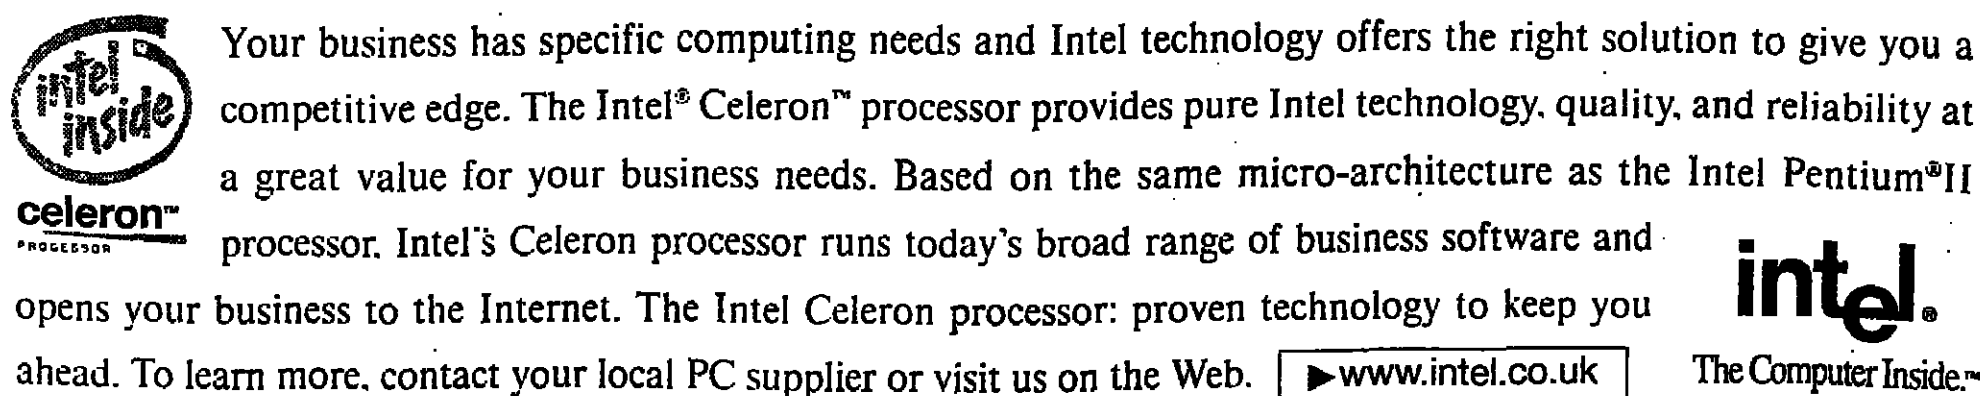 intel
inside
celeron™
PROCESSOR
Your business has specific computing needs and Intel technology offers the right solution to give you a
competitive edge. The Intel® Celeron™ processor provides pure Intel technology, quality, and reliability at
a great value for your business needs. Based on the same micro-architecture as the Intel Pentium®II
processor. Intel's Celeron processor runs today's broad range of business software and
opens your business to the Internet. The Intel Celeron processor: proven technology to keep you
ahead. To learn more, contact your local PC supplier or visit us on the Web. ▶www.intel.co.uk
intel®
The Computer Inside.™